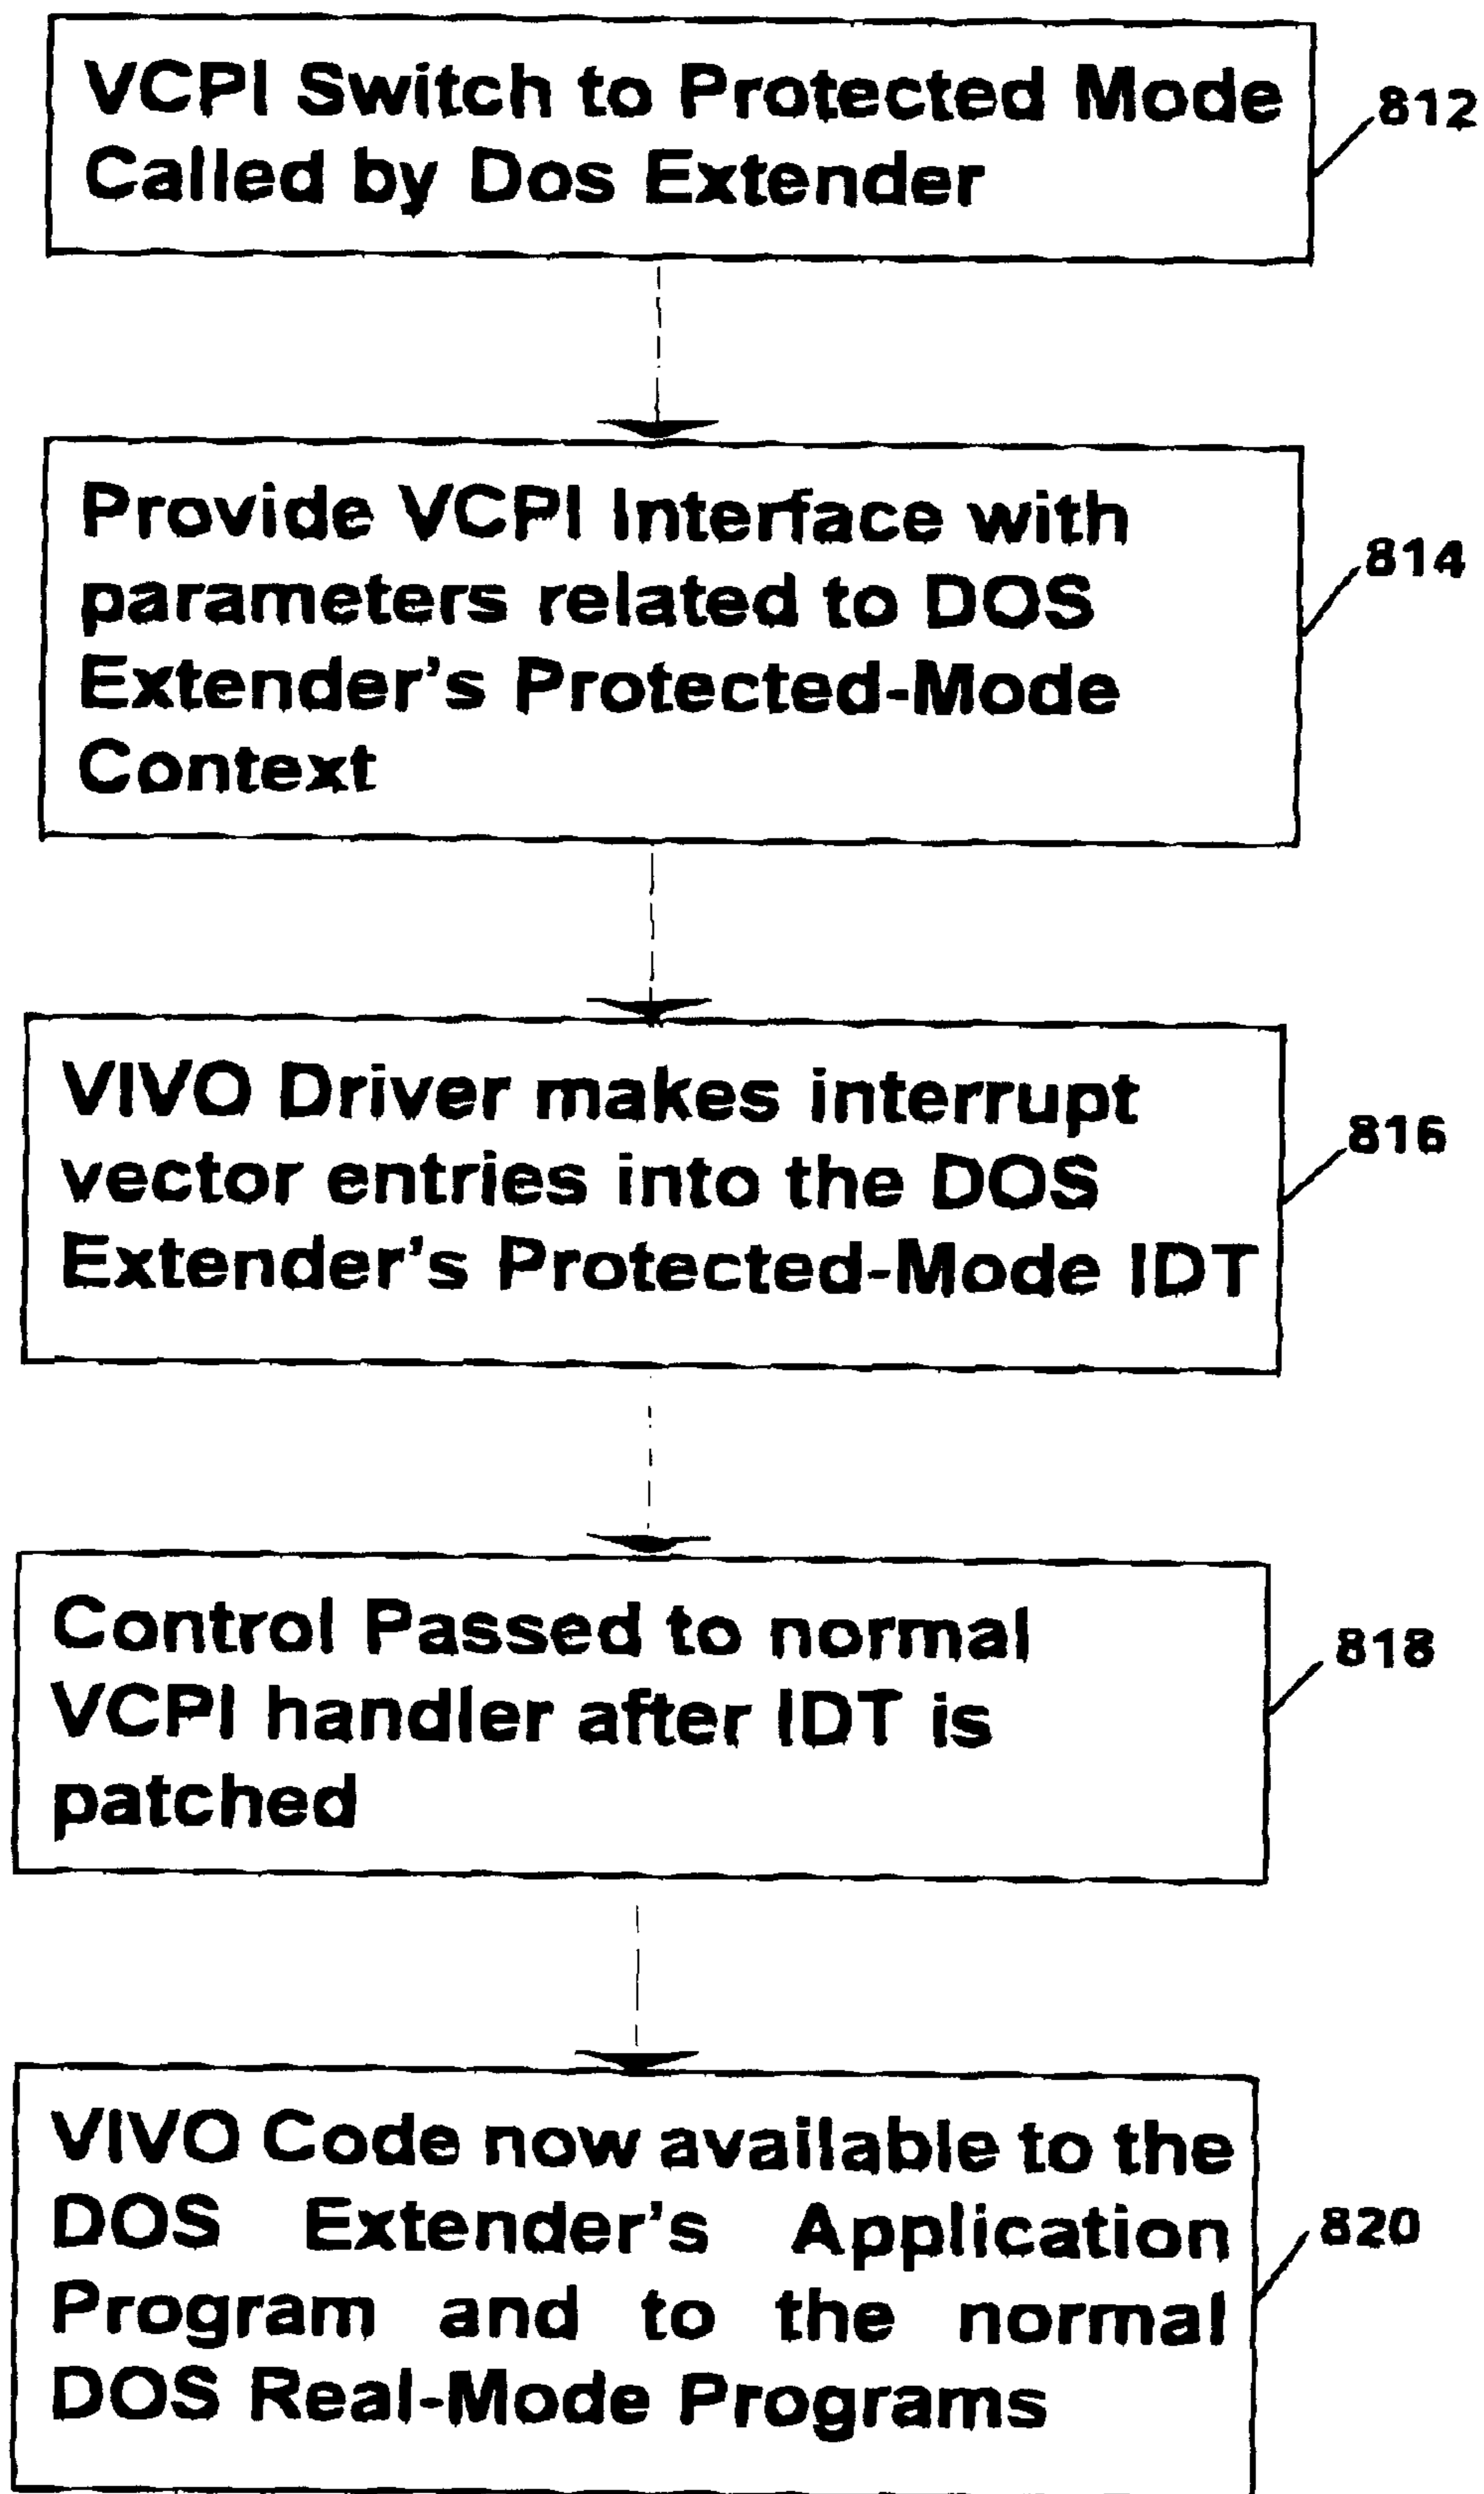 VCPI Switch to Protected Mode
Called by Dos Extender
812
Provide VCPI Interface with
parameters related to DOS
Extender's Protected-Mode
Context
814
VIVO Driver makes interrupt
vector entries into the DOS
Extender's Protected-Mode IDT
816
Control Passed to normal
VCPI handler after IDT is
patched
818
VIVO Code now available to the
DOS Extender's Application
Program and to the normal
DOS Real-Mode Programs
820